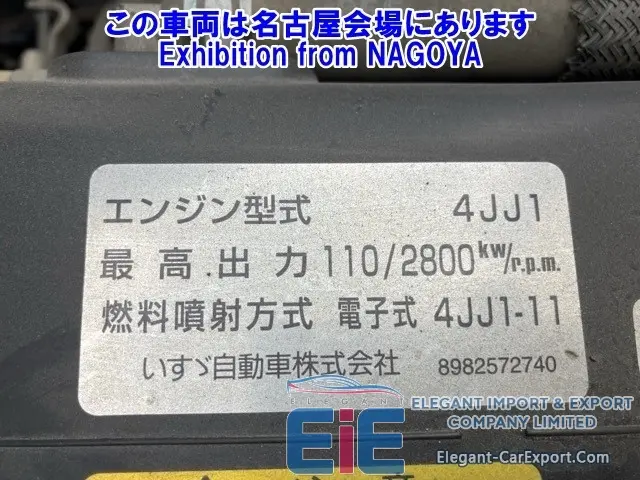 この車両は名古屋会場にあります
Exhibition from NAGOYA
エンジン型式 4JJ1
最高出力 110/2800kw/r.p.m.
燃料噴射方式 電子式 4JJ1-11
いすゞ自動車株式会社 8982572740
ELEGANT
EiE
ELEGANT IMPORT & EXPORT
COMPANY LIMITED
Elegant-CarExport.Com